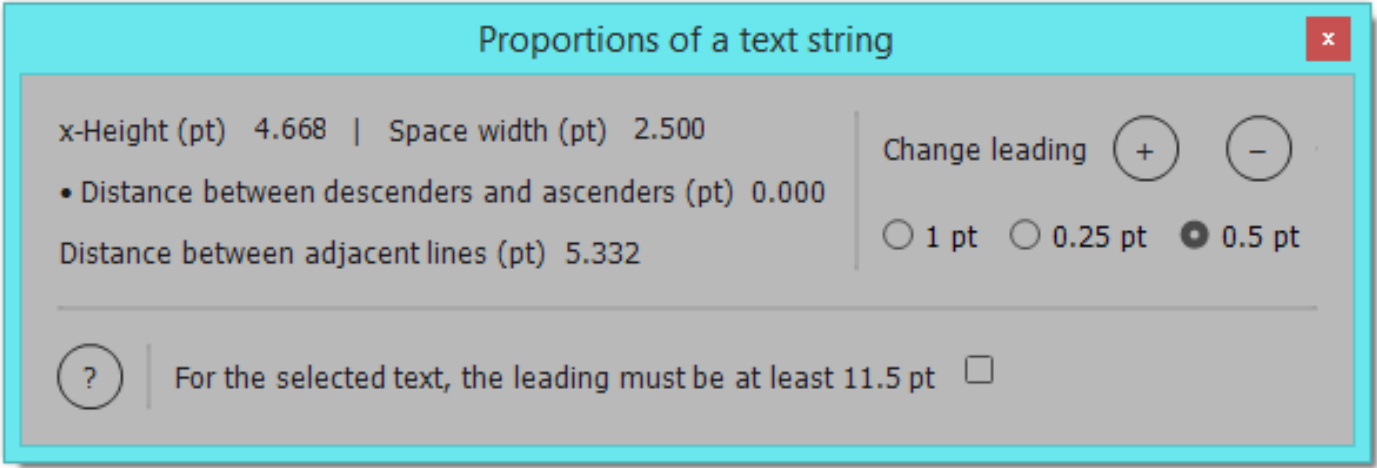 Proportions of a text string
x
x-Height (pt) 4.668 | Space width (pt) 2.500
• Distance between descenders and ascenders (pt) 0.000
Distance between adjacent lines (pt) 5.332
Change leading + –
1 pt 0.25 pt 0.5 pt
? For the selected text, the leading must be at least 11.5 pt